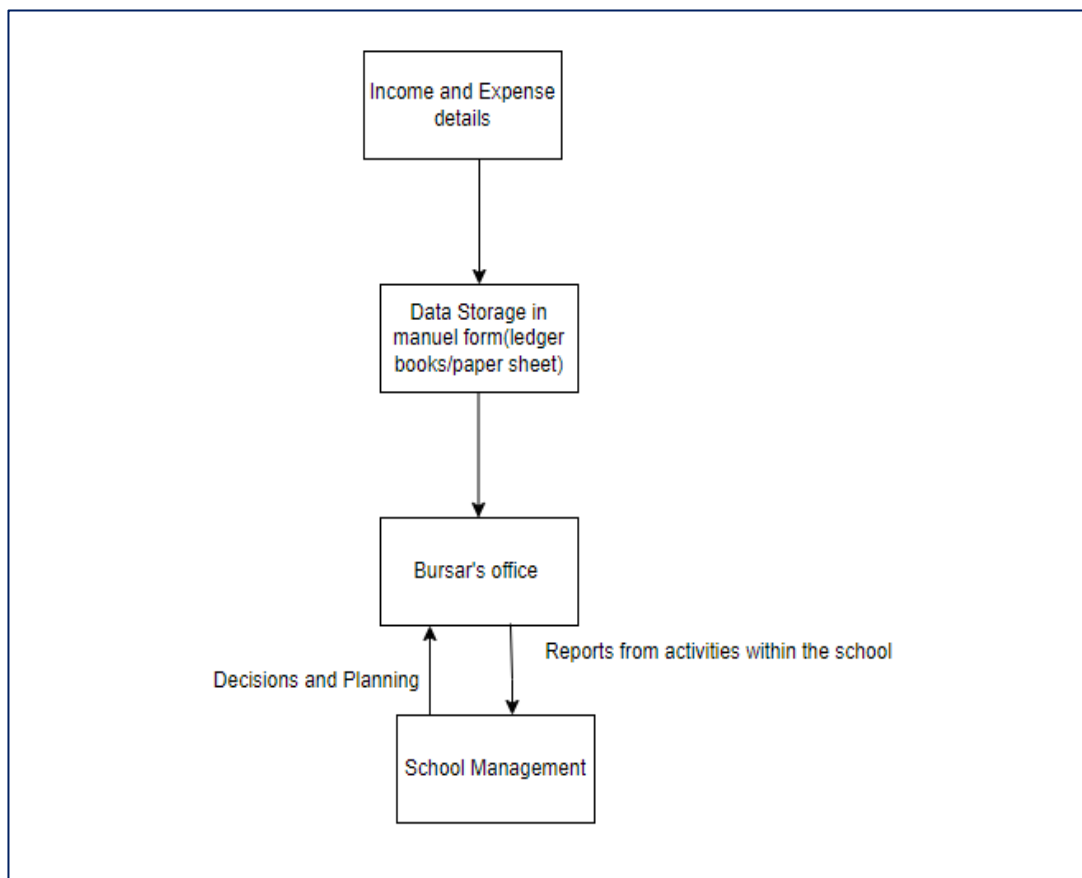 Income and Expense
details
Data Storage in
manuel form(ledger
books/paper sheet)
Bursar's office
Reports from activities within the school
Decisions and Planning
School Management